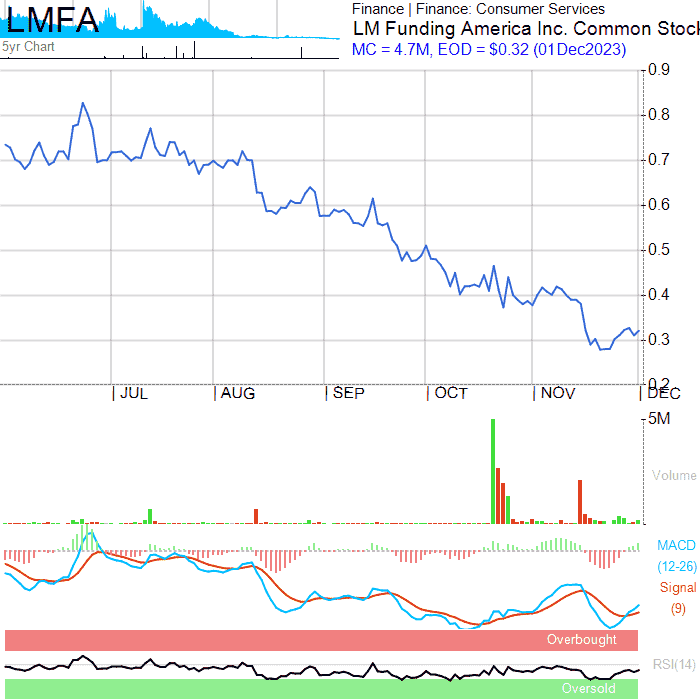 LMFA
5yr Chart
Finance | Finance: Consumer Services
LM Funding America Inc. Common Stock
MC = 4.7M, EOD = $0.32 (01Dec2023)
0.9
0.8
0.7
0.6
0.5
0.4
0.3
0.2
| JUL | AUG | SEP | OCT | NOV | DEC
5M
Volume
MACD
(12-26)
Signal
(9)
Overbought
RSI(14)
Oversold